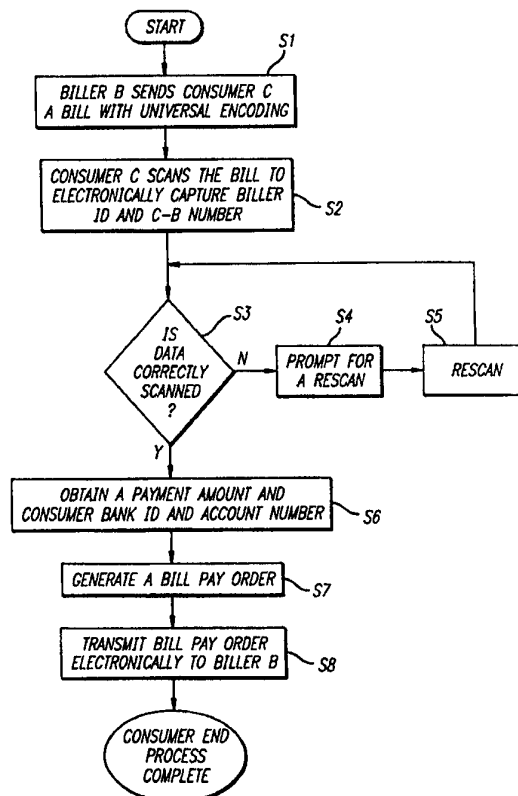 START
S1
BILLER B SENDS CONSUMER C
A BILL WITH UNIVERSAL ENCODING
CONSUMER C SCANS THE BILL TO
ELECTRONICALLY CAPTURE BILLER
ID AND C-B NUMBER
S2
S3
IS
DATA
CORRECTLY
SCANNED
?
N
S4
PROMPT FOR
A RESCAN
S5
RESCAN
Y
OBTAIN A PAYMENT AMOUNT AND
CONSUMER BANK ID AND ACCOUNT NUMBER
S6
GENERATE A BILL PAY ORDER
S7
TRANSMIT BILL PAY ORDER
ELECTRONICALLY TO BILLER B
S8
CONSUMER END
PROCESS
COMPLETE